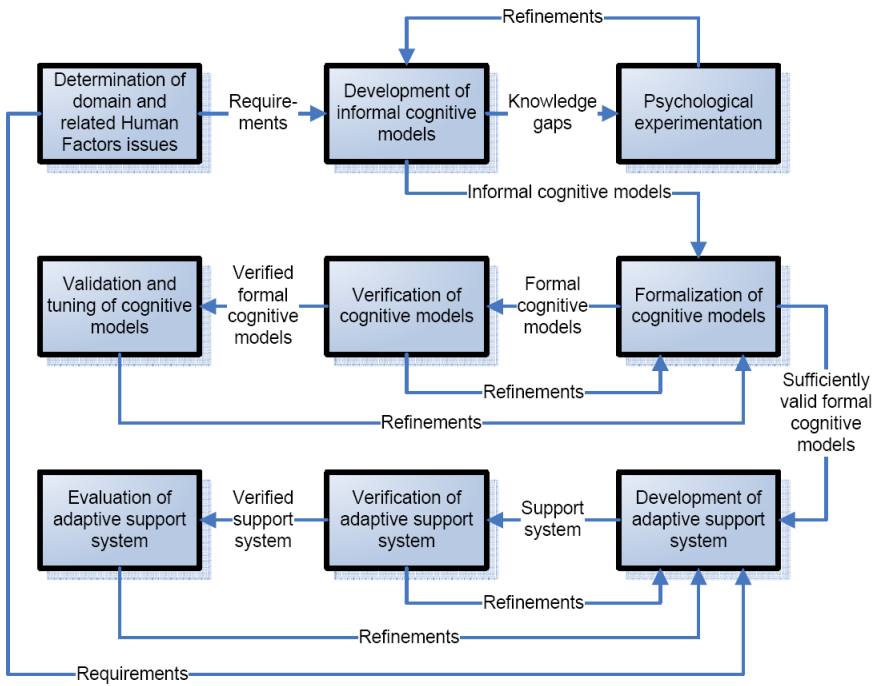 Refinements
Determination of
domain and
related Human
Factors issues
Require-
ments
Development of
informal cognitive
models
Knowledge
gaps
Psychological
experimentation
Informal cognitive models
Validation and
tuning of cognitive
models
Verified
formal
cognitive
models
Verification of
cognitive models
Formal
cognitive
models
Formalization of
cognitive models
Refinements
Refinements
Sufficiently
valid formal
cognitive
models
Evaluation of
adaptive support
system
Verified
support
system
Verification of
adaptive support
system
Support
system
Development of
adaptive support
system
Refinements
Refinements
Requirements